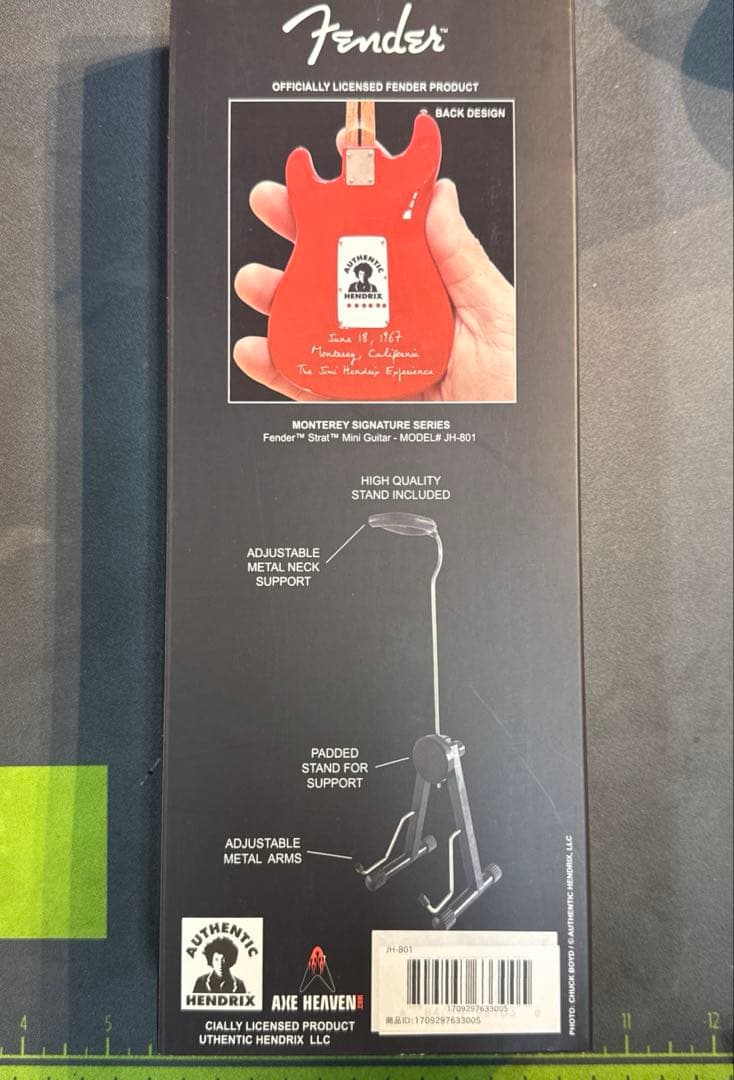 Fender™
OFFICIALLY LICENSED FENDER PRODUCT
BACK DESIGN
AUTHENTIC
HENDRIX
June 18, 1967
Monterey, California
The Jimi Hendrix Experience
MONTEREY SIGNATURE SERIES
Fender™ Strat™ Mini Guitar - MODEL# JH-801
HIGH QUALITY
STAND INCLUDED
ADJUSTABLE
METAL NECK
SUPPORT
PADDED
STAND FOR
SUPPORT
ADJUSTABLE
METAL ARMS
AUTHENTIC
HENDRIX
AXE HEAVEN
CIALLY LICENSED PRODUCT
UTHENTIC HENDRIX LLC
JH-801
1709297633005
商品ID:1709297633005
PHOTO: CHUCK BOYD / © AUTHENTIC HENDRIX, LLC
4
5
11
12